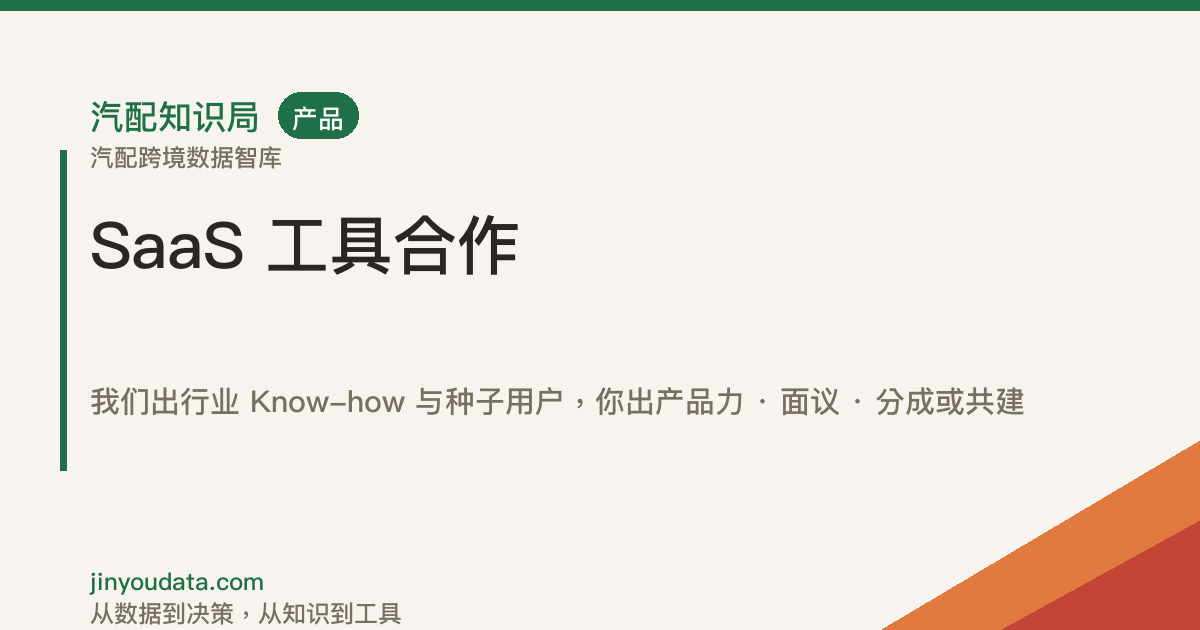 汽配知识局 产品
汽配跨境数据智库
SaaS 工具合作
我们出行业 Know-how 与种子用户，你出产品力 · 面议 · 分成或共建
jinyoudata.com
从数据到决策，从知识到工具